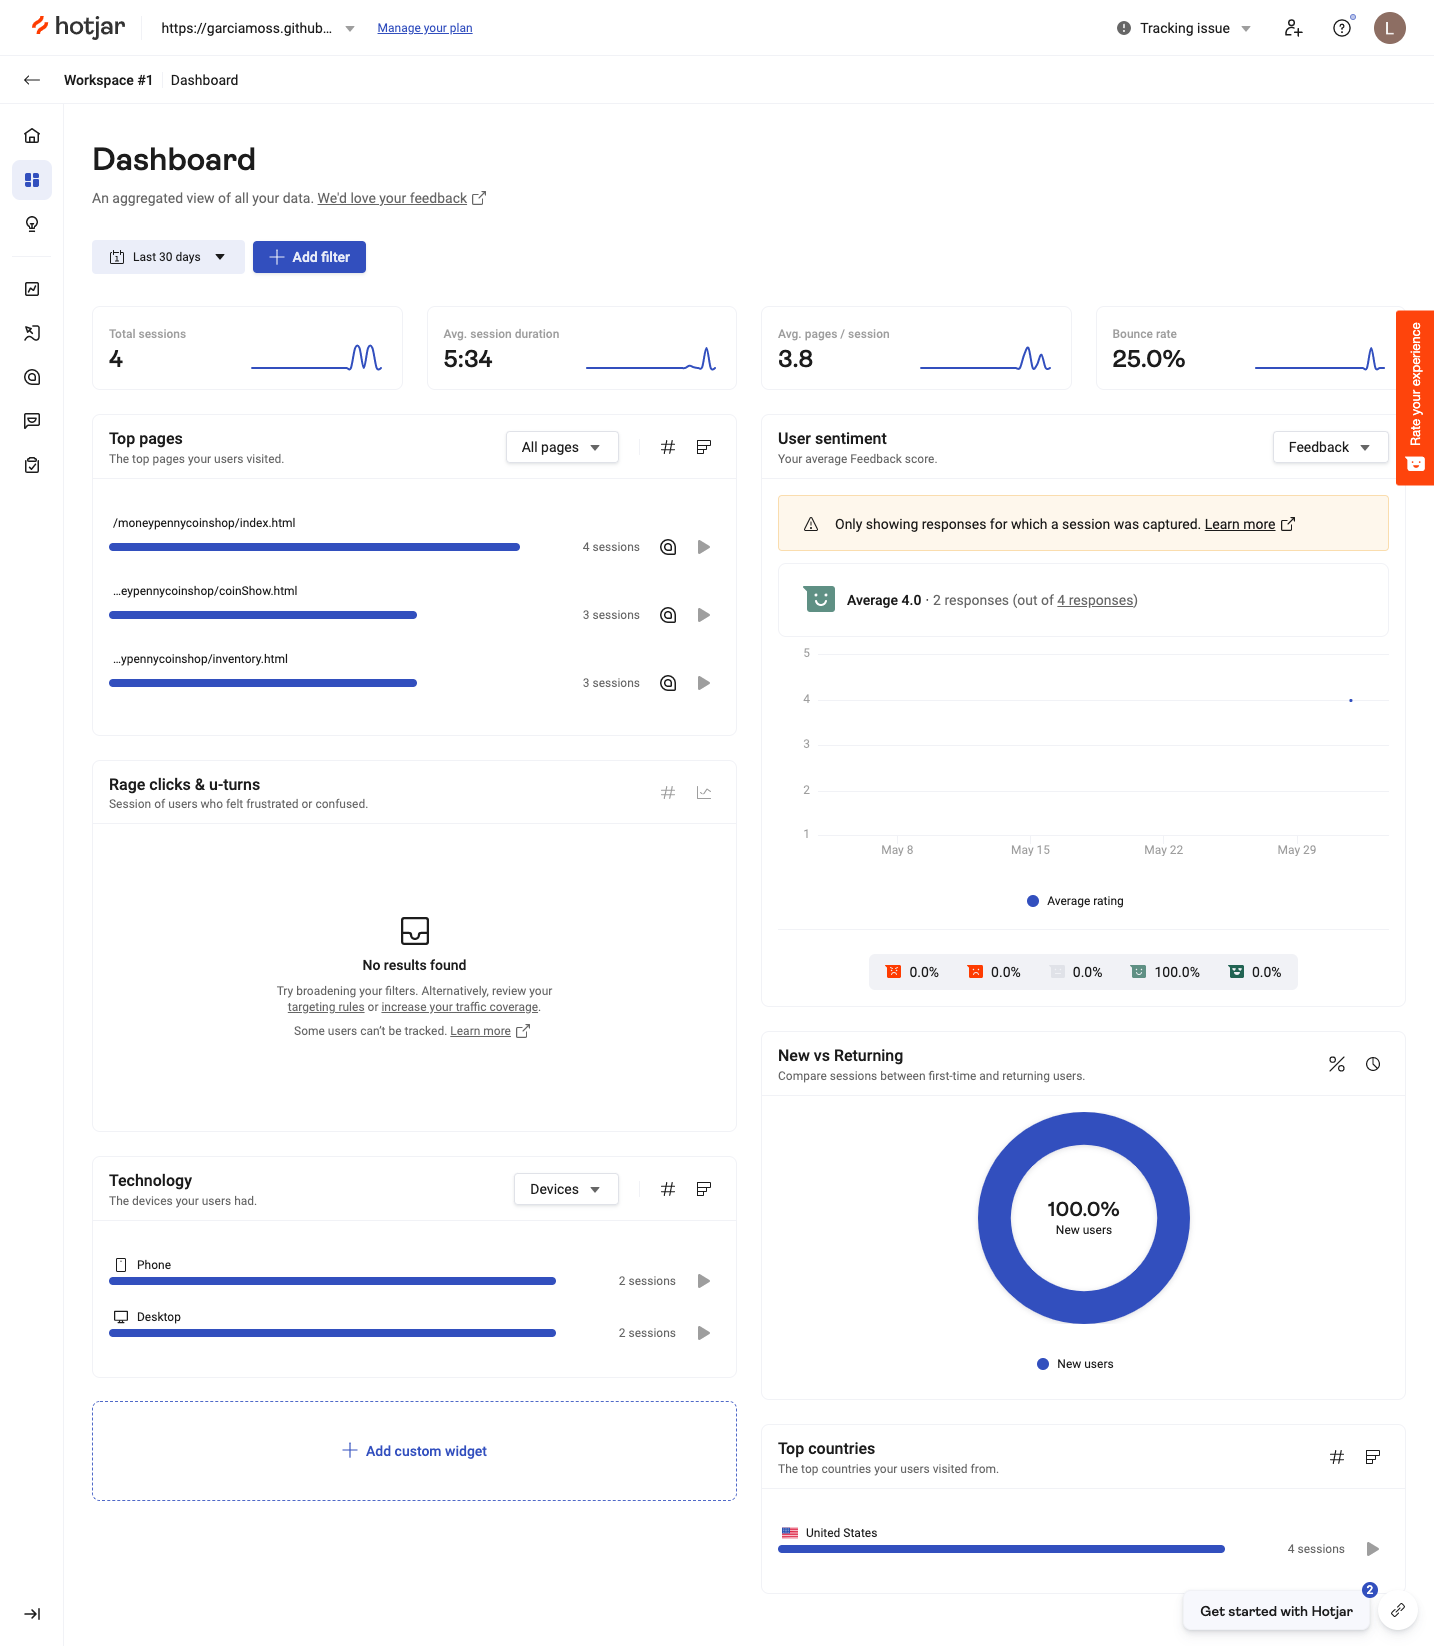 hotjar
https://garciamoss.github...
Manage your plan
Tracking issue
L
Workspace #1
Dashboard
Dashboard
An aggregated view of all your data. We'd love your feedback
Last 30 days
Add filter
Total sessions
4
Avg. session duration
5:34
Avg. pages / session
3.8
Bounce rate
25.0%
Rate your experience
Top pages
The top pages your users visited.
All pages
/moneypennycoinshop/index.html
4 sessions
...eypennycoinshop/coinShow.html
3 sessions
...ypennycoinshop/inventory.html
3 sessions
User sentiment
Your average Feedback score.
Feedback
Only showing responses for which a session was captured. Learn more
Average 4.0 · 2 responses (out of 4 responses)
5
4
3
2
1
May 8
May 15
May 22
May 29
Average rating
0.0%
0.0%
0.0%
100.0%
0.0%
Rage clicks & u-turns
Session of users who felt frustrated or confused.
No results found
Try broadening your filters. Alternatively, review your
targeting rules or increase your traffic coverage.
Some users can't be tracked. Learn more
New vs Returning
Compare sessions between first-time and returning users.
100.0%
New users
New users
Technology
The devices your users had.
Devices
Phone
2 sessions
Desktop
2 sessions
Add custom widget
Top countries
The top countries your users visited from.
United States
4 sessions
2
Get started with Hotjar